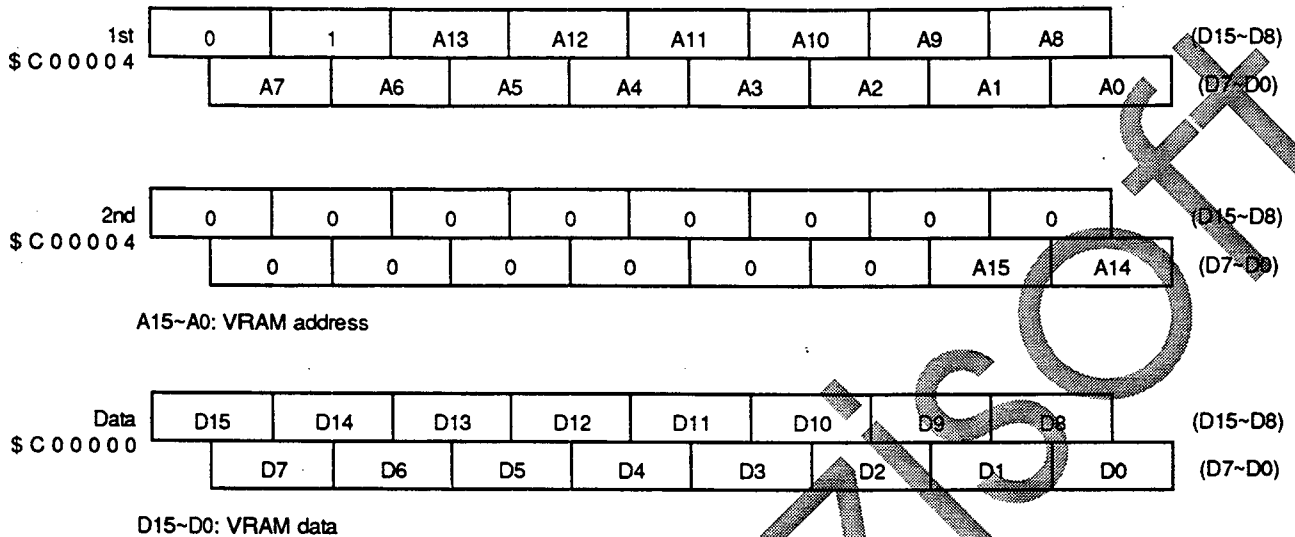 1st 0 1 A13 A12 A11 A10 A9 A8 (D15~D8)
$C00004
A7 A6 A5 A4 A3 A2 A1 A0 (D7~D0)
2nd 0 0 0 0 0 0 0 0 (D15~D8)
$C00004
0 0 0 0 0 0 A15 A14 (D7~D0)
A15~A0: VRAM address
Data D15 D14 D13 D12 D11 D10 D9 D8 (D15~D8)
$C00000
D7 D6 D5 D4 D3 D2 D1 D0 (D7~D0)
D15~D0: VRAM data